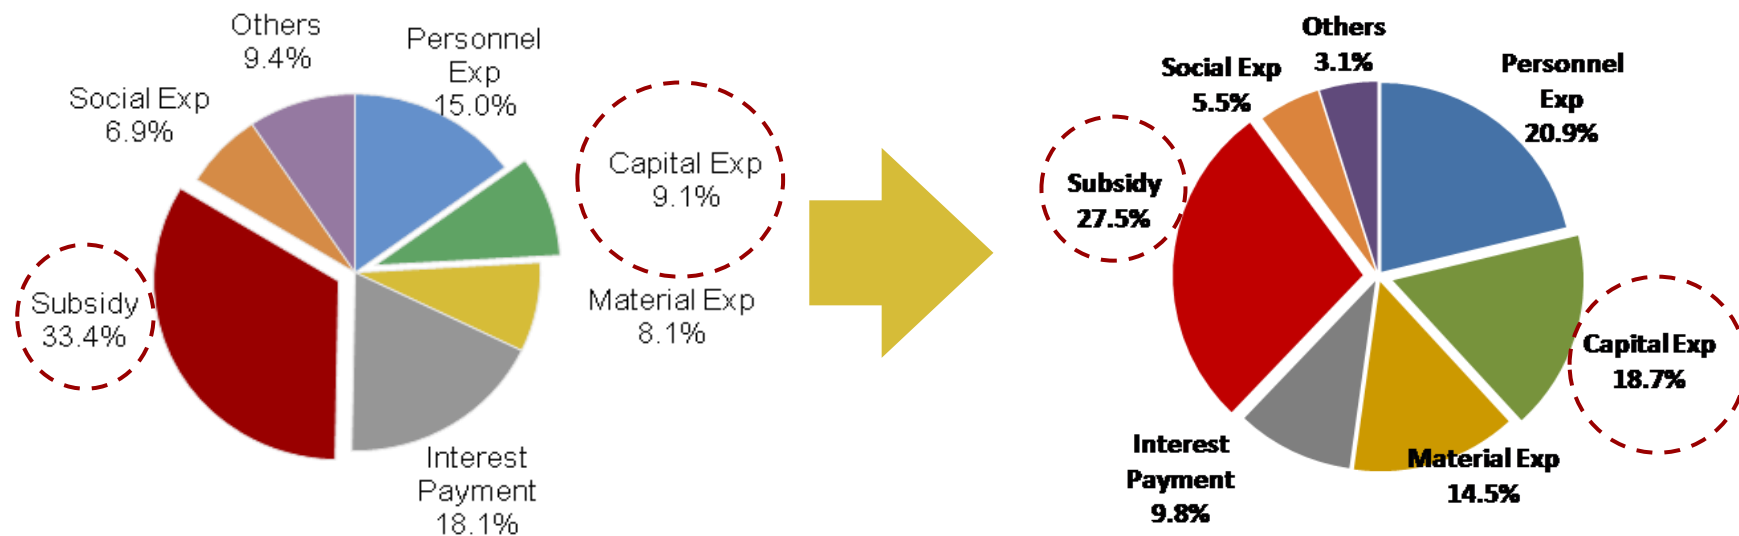 Others
9.4%
Personnel
Exp
15.0%
Social Exp
6.9%
Capital Exp
9.1%
Subsidy
33.4%
Material Exp
8.1%
Interest
Payment
18.1%
Others
3.1%
Personnel
Exp
20.9%
Social Exp
5.5%
Subsidy
27.5%
Capital Exp
18.7%
Interest
Payment
9.8%
Material Exp
14.5%